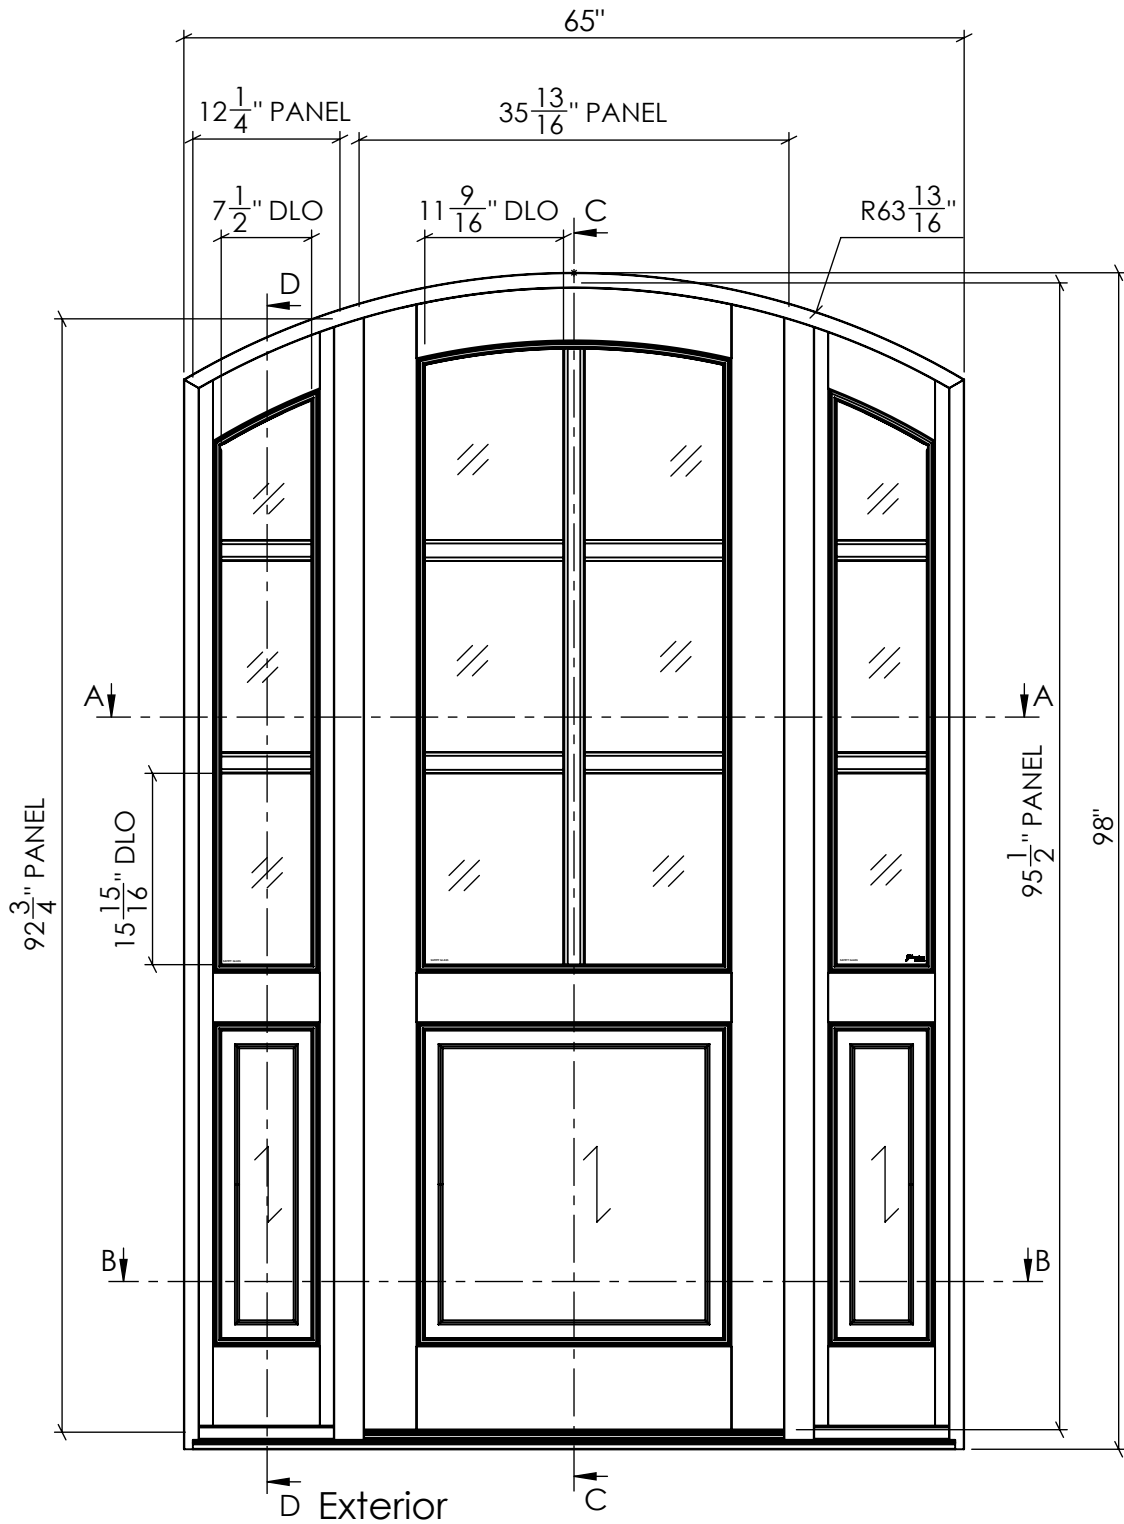 65"
12 1/4" PANEL
35 13/16" PANEL
7 1/2" DLO
11 9/16" DLO
C
R63 13/16"
D
A
A
92 3/4" PANEL
15 15/16" DLO
95 1/2" PANEL
98"
B
B
D
Exterior
C